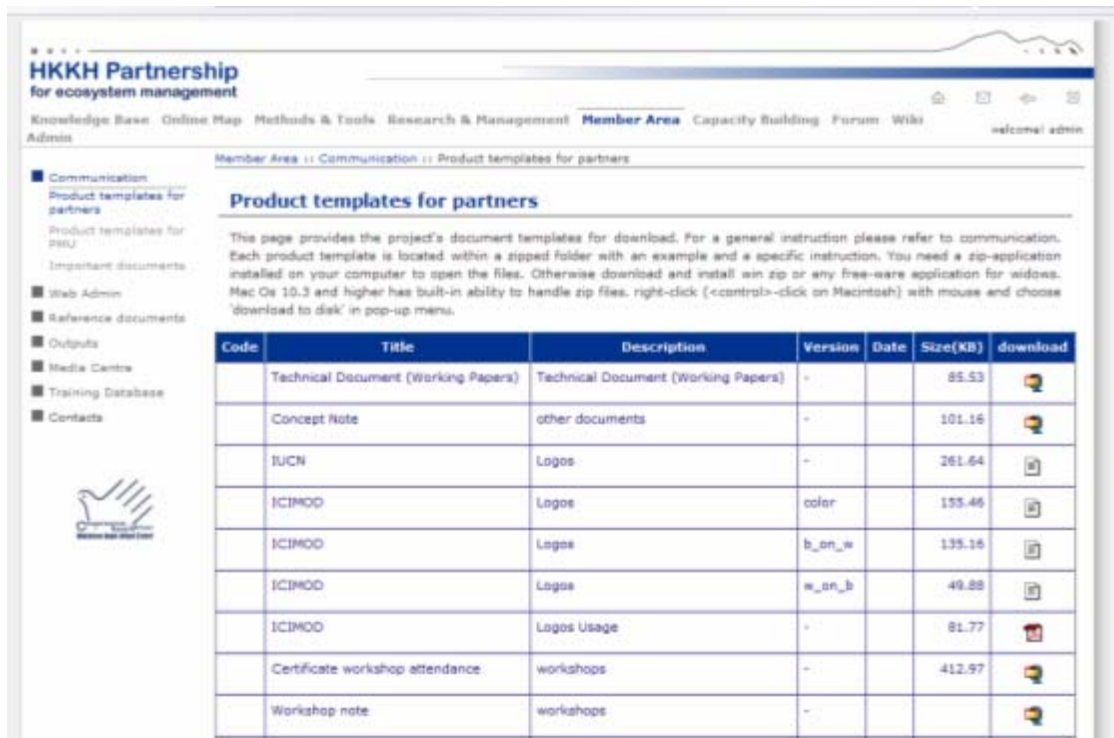 HKKH Partnership
for ecosystem management
Knowledge Base Online Map Methods & Tools Research & Management Member Area Capacity Building Forum Wiki
Admin
welcome! admin
Member Area :: Communication :: Product templates for partners
Communication
Product templates for
partners
Product templates for
PMU
Important documents
Web Admin
Reference documents
Outputs
Media Centre
Training Database
Contacts
Product templates for partners
This page provides the project's document templates for download. For a general instruction please refer to communication.
Each product template is located within a zipped folder with an example and a specific instruction. You need a zip-application
installed on your computer to open the files. Otherwise download and install win zip or any free-ware application for widows.
Mac Os 10.3 and higher has built-in ability to handle zip files. right-click (<control>-click on Macintosh) with mouse and choose
'download to disk' in pop-up menu.
Code Title Description Version Date Size(KB) download
Technical Document (Working Papers) Technical Document (Working Papers) - 85.53
Concept Note other documents - 101.16
IUCN Logos - 261.64
ICIMOD Logos color 155.46
ICIMOD Logos b_on_w 135.16
ICIMOD Logos w_on_b 49.88
ICIMOD Logos Usage - 81.77
Certificate workshop attendance workshops - 412.97
Workshop note workshops -